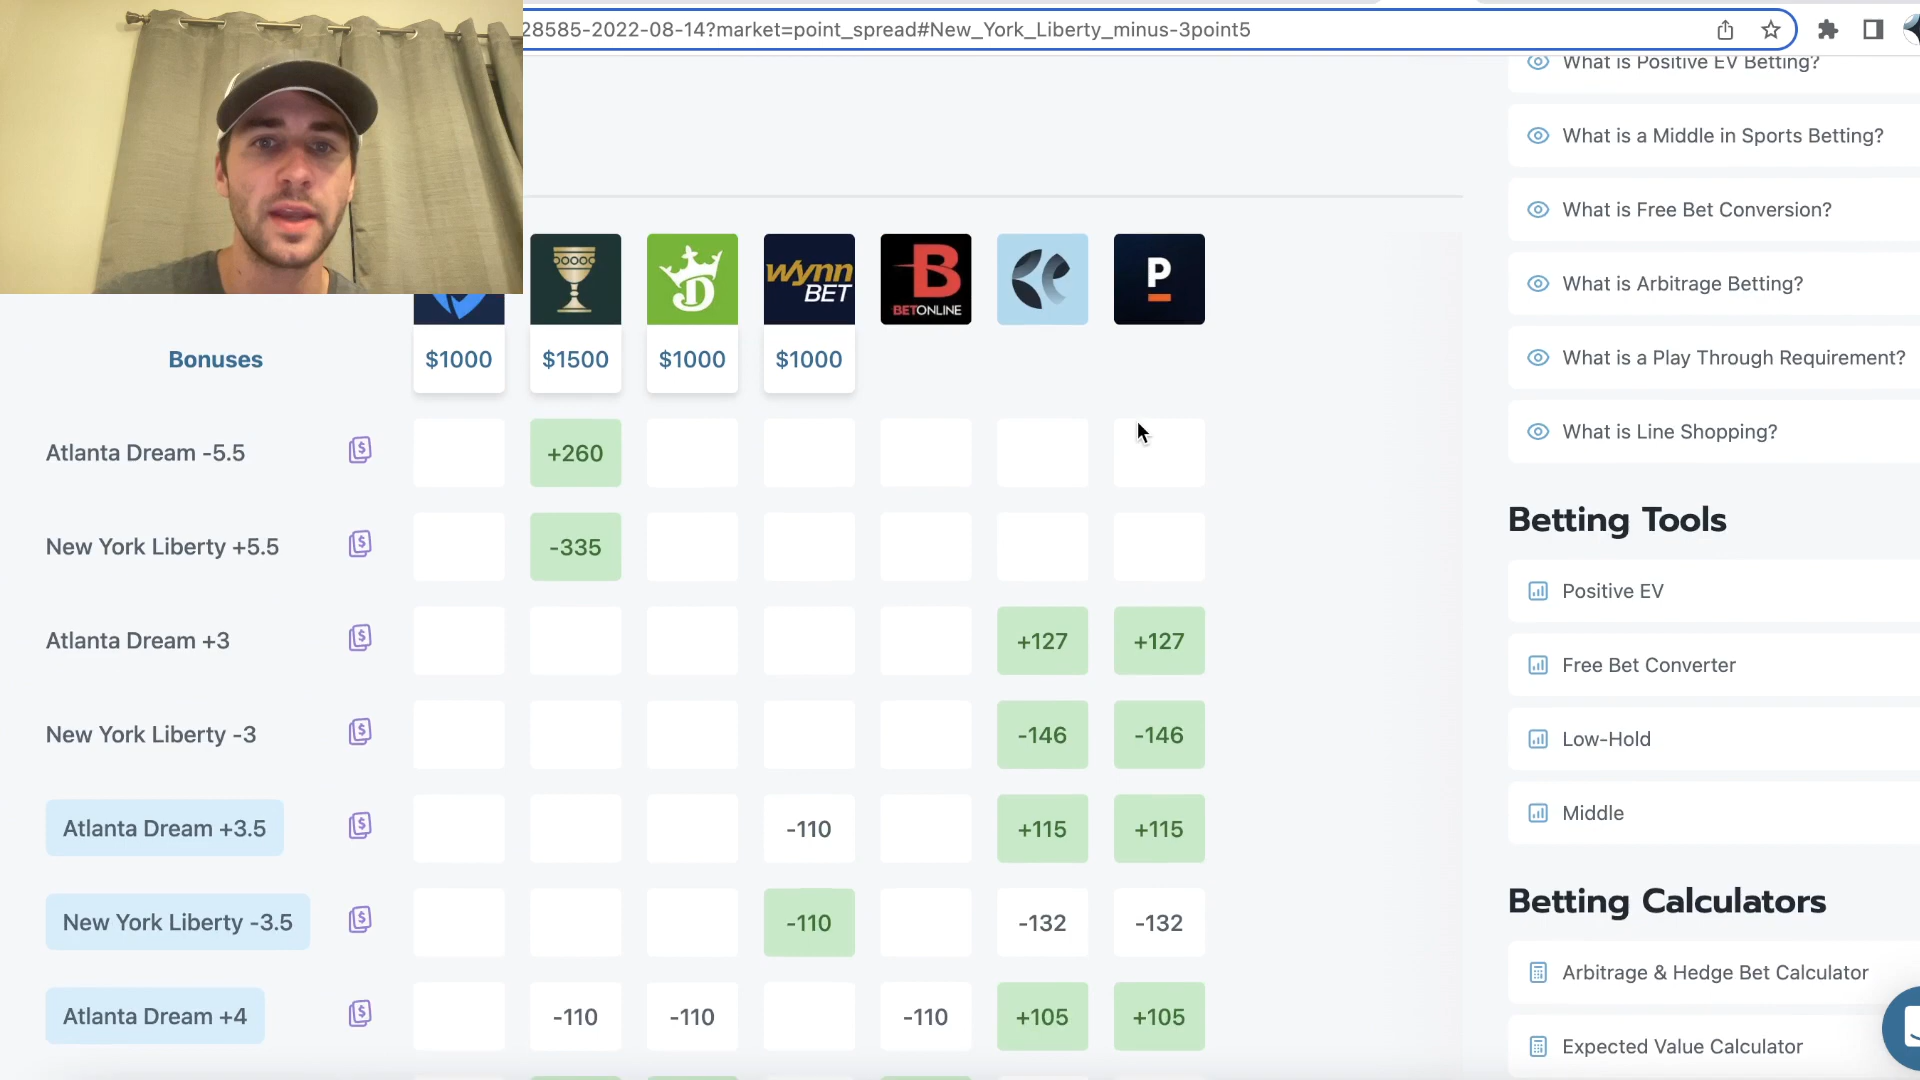 28585-2022-08-14?market=point_spread#New_York_Liberty_minus-3point5
What is Positive EV Betting?
What is a Middle in Sports Betting?
What is Free Bet Conversion?
What is Arbitrage Betting?
What is a Play Through Requirement?
What is Line Shopping?
Wynn BET
B BETONLINE
P
Bonuses $1000 $1500 $1000 $1000
Atlanta Dream -5.5 +260
New York Liberty +5.5 -335
Atlanta Dream +3 +127 +127
New York Liberty -3 -146 -146
Atlanta Dream +3.5 -110 +115 +115
New York Liberty -3.5 -110 -132 -132
Atlanta Dream +4 -110 -110 -110 +105 +105
Betting Tools
Positive EV
Free Bet Converter
Low-Hold
Middle
Betting Calculators
Arbitrage & Hedge Bet Calculator
Expected Value Calculator